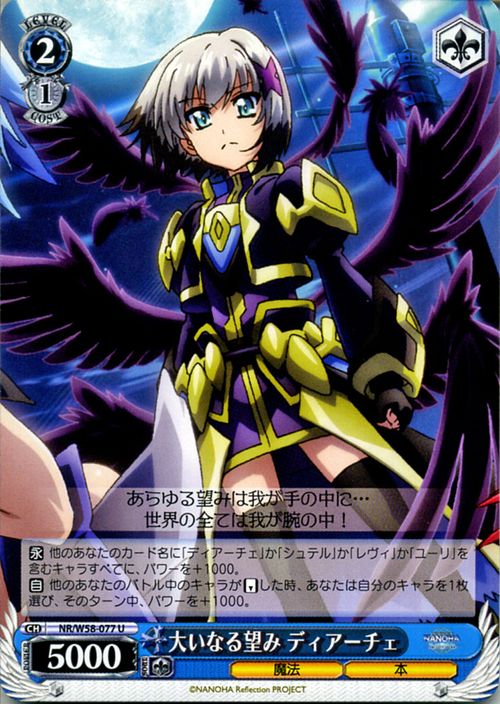 LEVEL
2
1
COST
あらゆる望みは我が手の中に…
世界の全ては我が腕の中！
永 他のあなたのカード名に「ディアーチェ」か「シュテル」か「レヴィ」か「ユーリ」を
含むキャラすべてに、パワーを＋1000。
自 他のあなたのバトル中のキャラが
した時、あなたは自分のキャラを1枚
選び、そのターン中、パワーを＋1000。
CH NR/W58-077 U
POWER
5000
SIDE
大いなる望み ディアーチェ
NANOHA
魔法 本
©NANOHA Reflection PROJECT